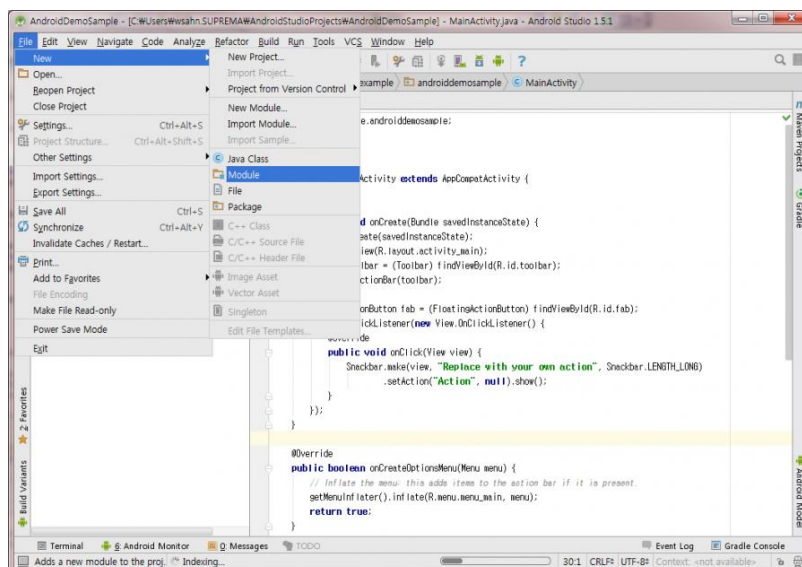 AndroidDemoSample - [C:₩Users₩wsahn.SUPREMA₩AndroidStudioProjects₩AndroidDemoSample] - MainActivity.java - Android Studio 1.5.1
File Edit View Navigate Code Analyze Refactor Build Run Tools VCS Window Help
New
Open...
Reopen Project
Close Project
Settings... Ctrl+Alt+S
Project Structure... Ctrl+Alt+Shift+S
Other Settings
Import Settings...
Export Settings...
Save All Ctrl+S
Synchronize Ctrl+Alt+Y
Invalidate Caches / Restart...
Print...
Add to Favorites
File Encoding
Make File Read-only
Power Save Mode
Exit
New Project...
Import Project...
Project from Version Control
New Module...
Import Module...
Import Sample...
Java Class
Module
File
Package
C++ Class
C/C++ Source File
C/C++ Header File
Image Asset
Vector Asset
Singleton
Edit File Templates...
example androiddemosample MainActivity
e.androiddemosample;
Activity extends AppCompatActivity {
d onCreate(Bundle savedInstanceState) {
eate(savedInstanceState);
iew(R.layout.activity_main);
lbar = (Toolbar) findViewById(R.id.toolbar);
ctionBar(toolbar);
onButton fab = (FloatingActionButton) findViewById(R.id.fab);
ickListener(new View.OnClickListener() {
@Override
public void onClick(View view) {
Snackbar.make(view, "Replace with your own action", Snackbar.LENGTH_LONG)
.setAction("Action", null).show();
}
});
}
@Override
public boolean onCreateOptionsMenu(Menu menu) {
// Inflate the menu; this adds items to the action bar if it is present.
getMenuInflater().inflate(R.menu.menu_main, menu);
return true;
}
Maven Projects
Gradle
Android Model
2: Favorites
Build Variants
Terminal 6: Android Monitor 0: Messages TODO Event Log Gradle Console
Adds a new module to the proj. Indexing... 30:1 CRLF UTF-8 Context: <not available>